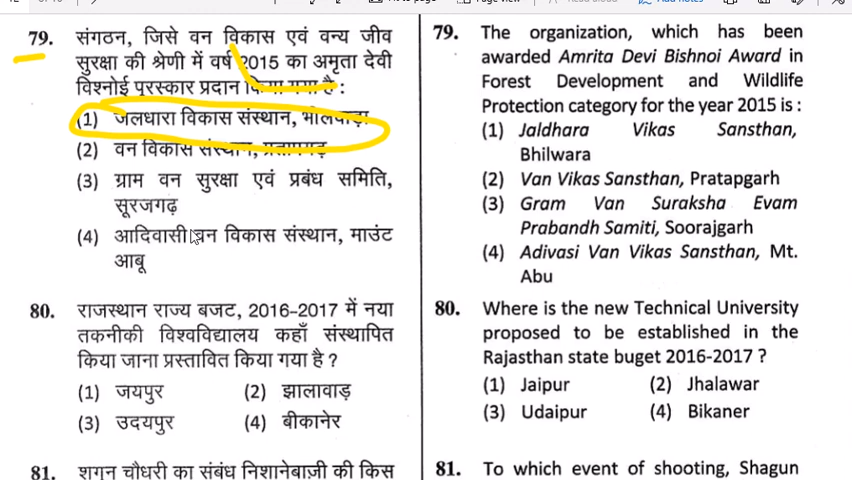 79. संगठन, जिसे वन विकास एवं वन्य जीव
सुरक्षा की श्रेणी में वर्ष 2015 का अमृता देवी
विश्नोई पुरस्कार प्रदान किया गया है :
(1) जलधारा विकास संस्थान, भीलवाड़ा
(2) वन विकास संस्थान, प्रतापगढ़
(3) ग्राम वन सुरक्षा एवं प्रबंध समिति,
सूरजगढ़
(4) आदिवासी वन विकास संस्थान, माउंट
आबू
80. राजस्थान राज्य बजट, 2016-2017 में नया
तकनीकी विश्वविद्यालय कहाँ संस्थापित
किया जाना प्रस्तावित किया गया है ?
(1) जयपुर (2) झालावाड़
(3) उदयपुर (4) बीकानेर
81. शगुन चौधरी का संबंध निशानेबाज़ी की किस
79. The organization, which has been
awarded Amrita Devi Bishnoi Award in
Forest Development and Wildlife
Protection category for the year 2015 is :
(1) Jaldhara Vikas Sansthan,
Bhilwara
(2) Van Vikas Sansthan, Pratapgarh
(3) Gram Van Suraksha Evam
Prabandh Samiti, Soorajgarh
(4) Adivasi Van Vikas Sansthan, Mt.
Abu
80. Where is the new Technical University
proposed to be established in the
Rajasthan state buget 2016-2017 ?
(1) Jaipur (2) Jhalawar
(3) Udaipur (4) Bikaner
81. To which event of shooting, Shagun